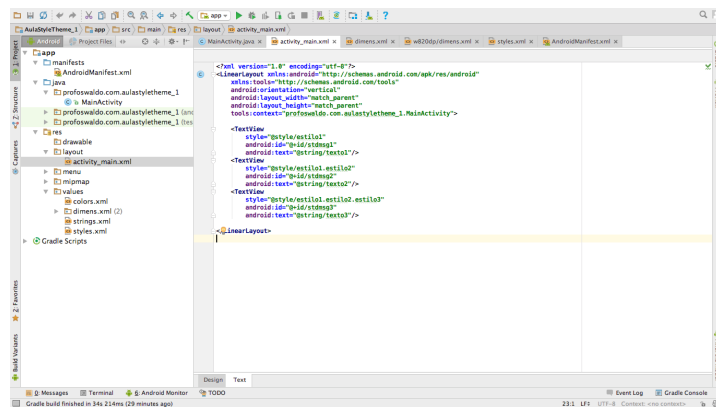 app
AulaStyleTheme_1 app src main res layout activity_main.xml
Android Project Files
MainActivity.java activity_main.xml dimens.xml w820dp/dimens.xml styles.xml AndroidManifest.xml
1: Project
Z: Structure
Captures
2: Favorites
Build Variants
app
manifests
AndroidManifest.xml
java
profoswaldo.com.aulastyletheme_1
MainActivity
profoswaldo.com.aulastyletheme_1 (and
profoswaldo.com.aulastyletheme_1 (tes
res
drawable
layout
activity_main.xml
menu
mipmap
values
colors.xml
dimens.xml (2)
strings.xml
styles.xml
Gradle Scripts
<?xml version="1.0" encoding="utf-8"?>
<LinearLayout xmlns:android="http://schemas.android.com/apk/res/android"
xmlns:tools="http://schemas.android.com/tools"
android:orientation="vertical"
android:layout_width="match_parent"
android:layout_height="match_parent"
tools:context="profoswaldo.com.aulastyletheme_1.MainActivity">
<TextView
style="@style/estilo1"
android:id="@+id/stdmsg1"
android:text="@string/texto1"/>
<TextView
style="@style/estilo1.estilo2"
android:id="@+id/stdmsg2"
android:text="@string/texto2"/>
<TextView
style="@style/estilo1.estilo2.estilo3"
android:id="@+id/stdmsg3"
android:text="@string/texto3"/>
<LinearLayout>
Design Text
0: Messages Terminal 6: Android Monitor TODO Event Log Gradle Console
Gradle build finished in 34s 214ms (29 minutes ago) 23:1 LF‡ UTF-8 Context: <no context>